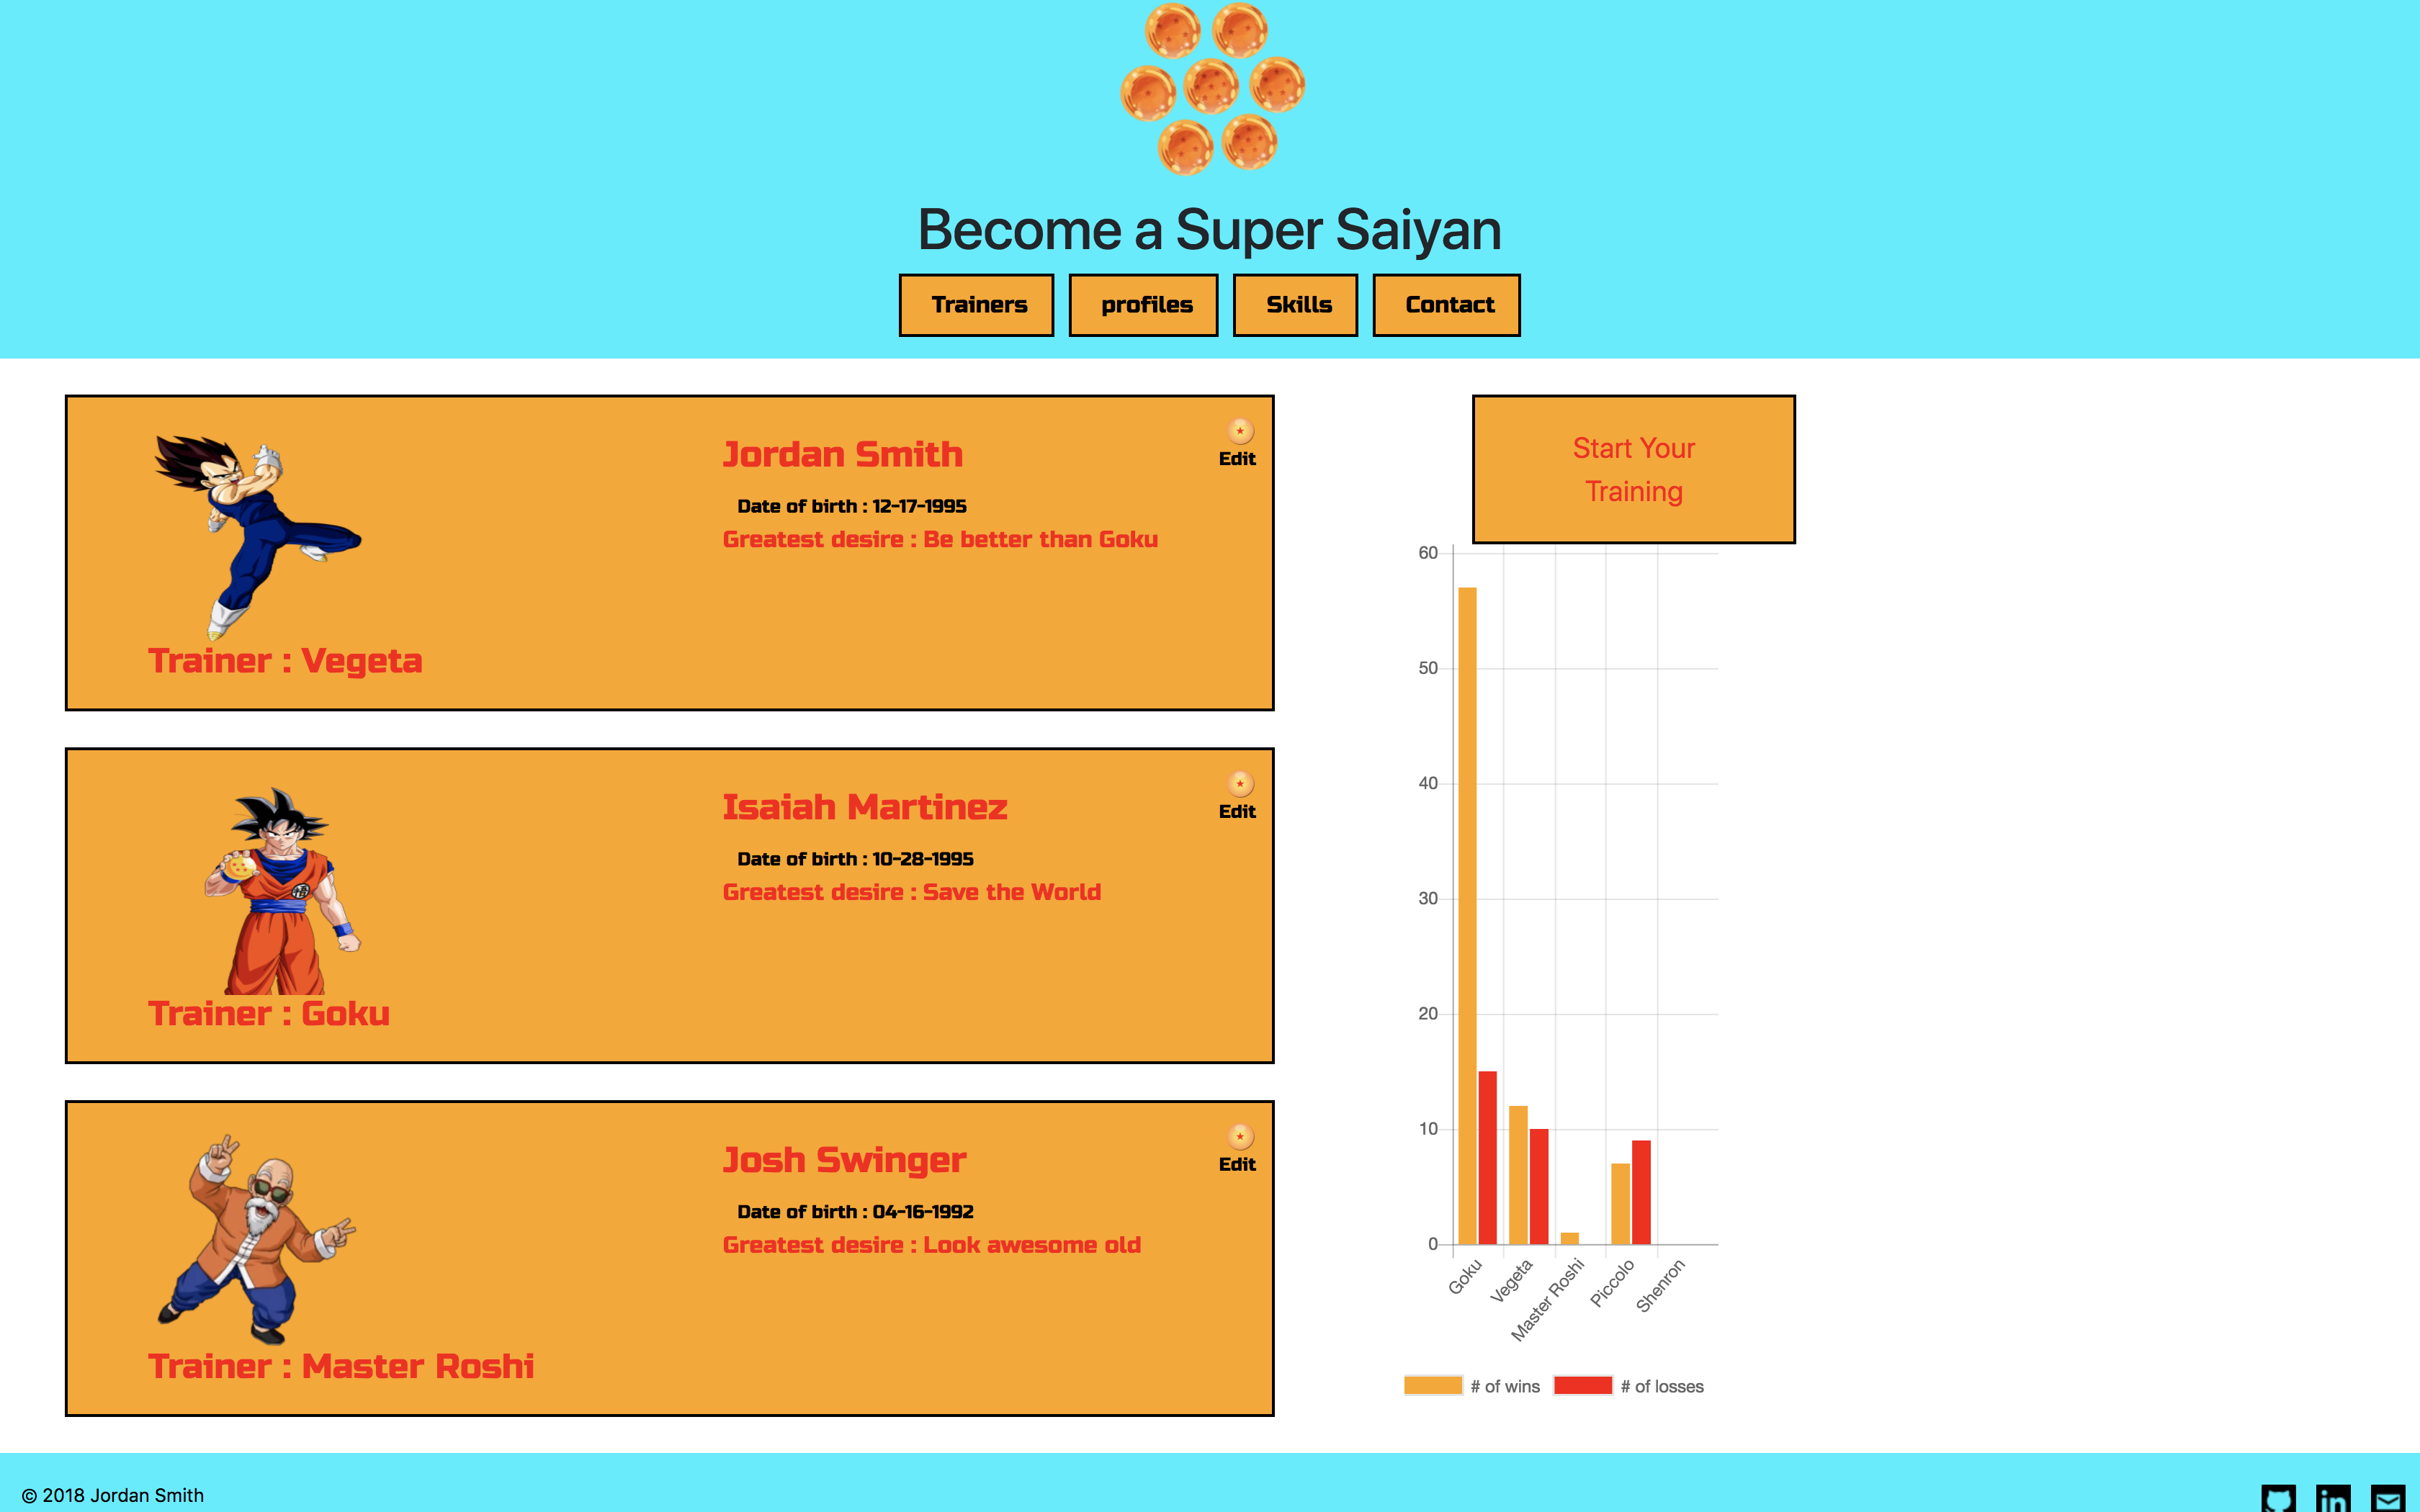 Become a Super Saiyan
Trainers
profiles
Skills
Contact
Jordan Smith
Edit
Date of birth : 12-17-1995
Greatest desire : Be better than Goku
Trainer : Vegeta
Isaiah Martinez
Edit
Date of birth : 10-28-1995
Greatest desire : Save the World
悟
Trainer : Goku
Josh Swinger
Edit
Date of birth : 04-16-1992
Greatest desire : Look awesome old
Trainer : Master Roshi
Start Your
Training
60
50
40
30
20
10
0
Goku
Vegeta
Master Roshi
Piccolo
Shenron
# of wins
# of losses
© 2018 Jordan Smith
in